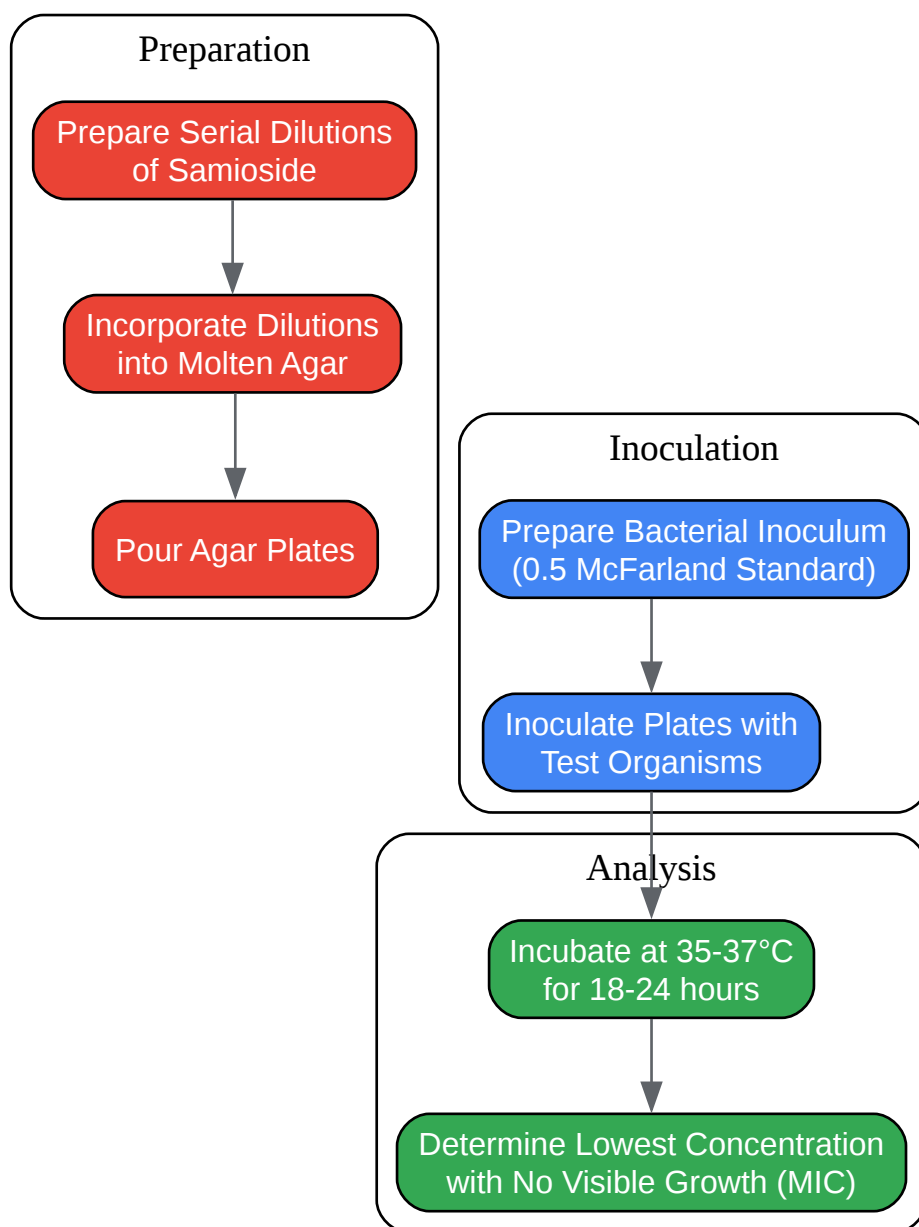 Preparation
Prepare Serial Dilutions
of Samioside
Incorporate Dilutions
into Molten Agar
Pour Agar Plates
Inoculation
Prepare Bacterial Inoculum
(0.5 McFarland Standard)
Inoculate Plates with
Test Organisms
Analysis
Incubate at 35-37°C
for 18-24 hours
Determine Lowest Concentration
with No Visible Growth (MIC)